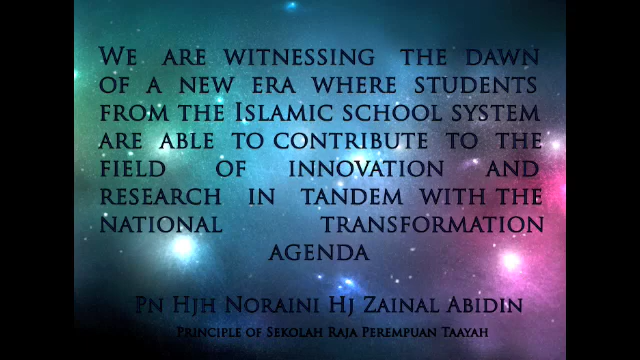 We are witnessing the dawn
of a new era where students
from the Islamic school system
are able to contribute to the
field of innovation and
research in tandem with the
national transformation
agenda
Pn Hjh Noraini Hj Zainal Abidin
Principle of Sekolah Raja Perempuan Taayah